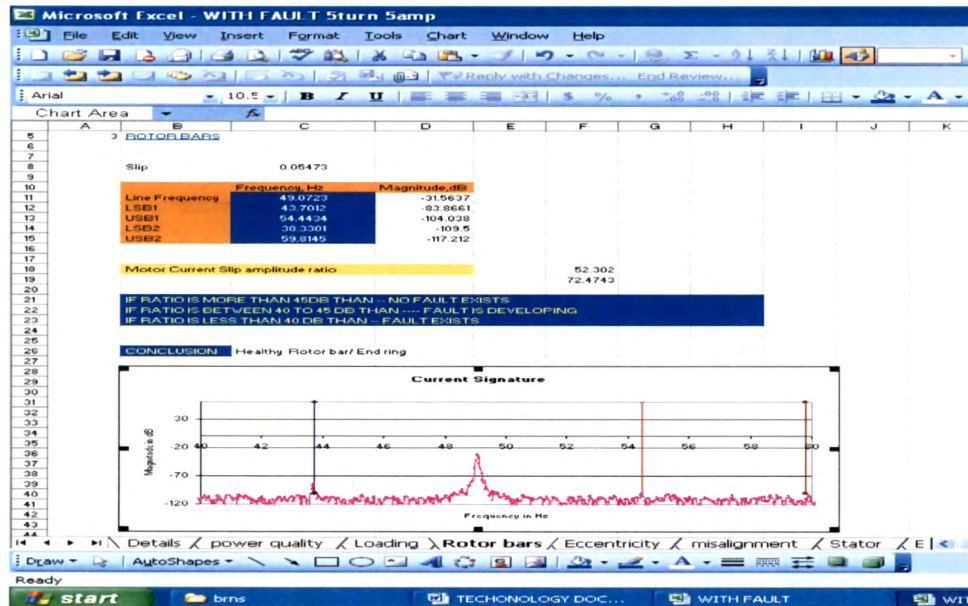 Microsoft Excel - WITH FAULT 5turn 5amp
File Edit View Insert Format Tools Chart Window Help
Reply with Changes... End Review...
Arial 10.5 B I U $ %
Chart Area fx
A B C D E F G H I J K
5 3 ROTOR BARS
6
7
8 Slip 0.05473
9
10 Frequency, Hz Magnitude,dB
11 Line Frequency 49.0723 -31.5637
12 LSB1 43.7012 -83.8661
13 USB1 54.4434 -104.038
14 LSB2 38.3301 -109.5
15 USB2 59.8145 -117.212
16
17
18 Motor Current Slip amplitude ratio 52.302
19 72.4743
20
21 IF RATIO IS MORE THAN 45DB THAN -- NO FAULT EXISTS
22 IF RATIO IS BETWEEN 40 TO 45 DB THAN ---- FAULT IS DEVELOPING
23 IF RATIO IS LESS THAN 40 DB THAN -- FAULT EXISTS
24
25
26 CONCLUSION Healthy Rotor bar/ End ring
27
28
29 Current Signature
30
31
32
33 30
34
35 -20 40 42 44 46 48 50 52 54 56 58 60
36
37 Magnitude in dB
38 -70
39
40
41 -120
42 Frequency in Hz
43
44
Details power quality Loading Rotor bars Eccentricity misalignment Stator E
Draw AutoShapes A
Ready
start brns TECHONOLOGY DOC... WITH FAULT WIT